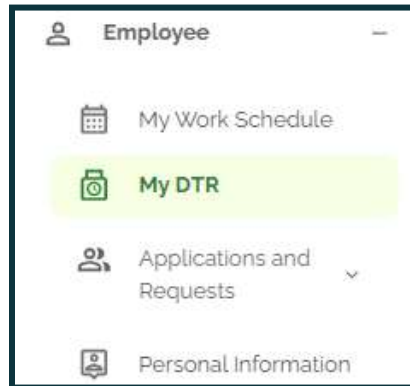 Employee
My Work Schedule
My DTR
Applications and
Requests
Personal Information